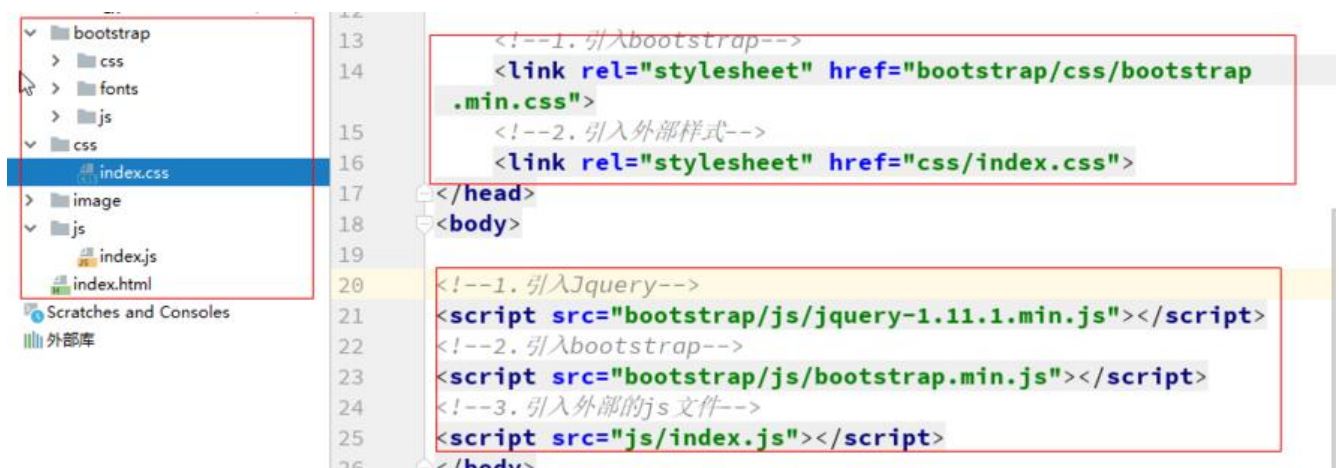 bootstrap
css
fonts
js
css
index.css
image
js
index.js
index.html
Scratches and Consoles
外部库
13 <!--1.引入bootstrap-->
14 <link rel="stylesheet" href="bootstrap/css/bootstrap
.min.css">
15 <!--2.引入外部样式-->
16 <link rel="stylesheet" href="css/index.css">
17 </head>
18 <body>
19
20 <!--1.引入Jquery-->
21 <script src="bootstrap/js/jquery-1.11.1.min.js"></script>
22 <!--2.引入bootstrap-->
23 <script src="bootstrap/js/bootstrap.min.js"></script>
24 <!--3.引入外部的js文件-->
25 <script src="js/index.js"></script>